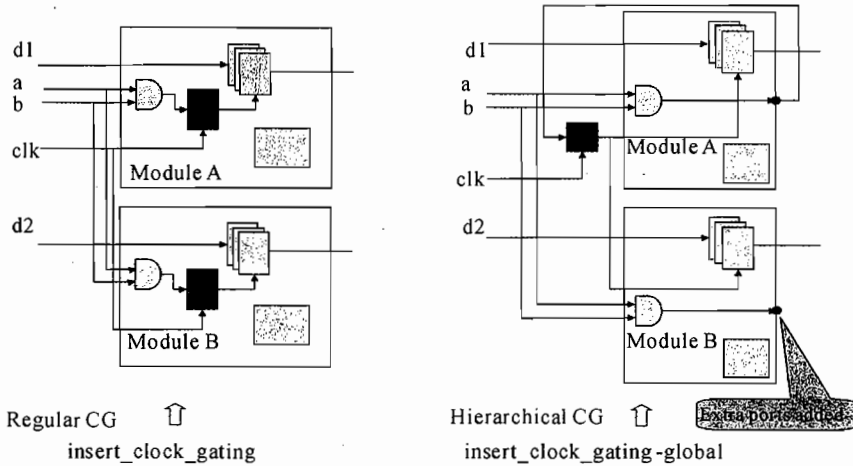 d1
a
b
clk
Module A
d2
Module B
Regular CG
insert_clock_gating
d1
a
b
Module A
clk
d2
Module B
Extra ports added
Hierarchical CG
insert_clock_gating -global